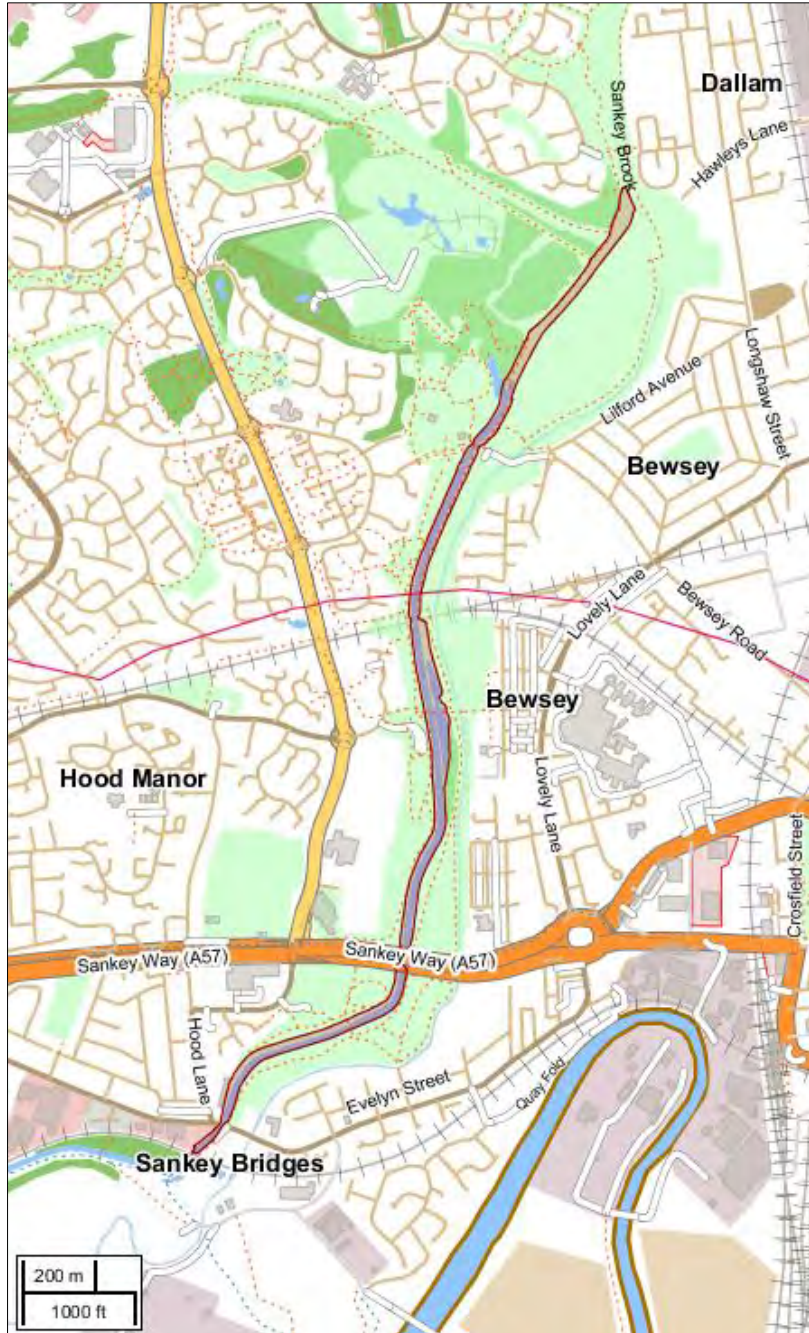 Dallam
Sankey Brook
Hawleys Lane
Longshaw Street
Lilford Avenue
Bewsey
Lovely Lane
Bewsey Road
Bewsey
Hood Manor
Lovely Lane
Crosfield Street
Sankey Way (A57)
Sankey Way (A57)
Hood Lane
Quay Fold
Evelyn Street
Sankey Bridges
200 m
1000 ft